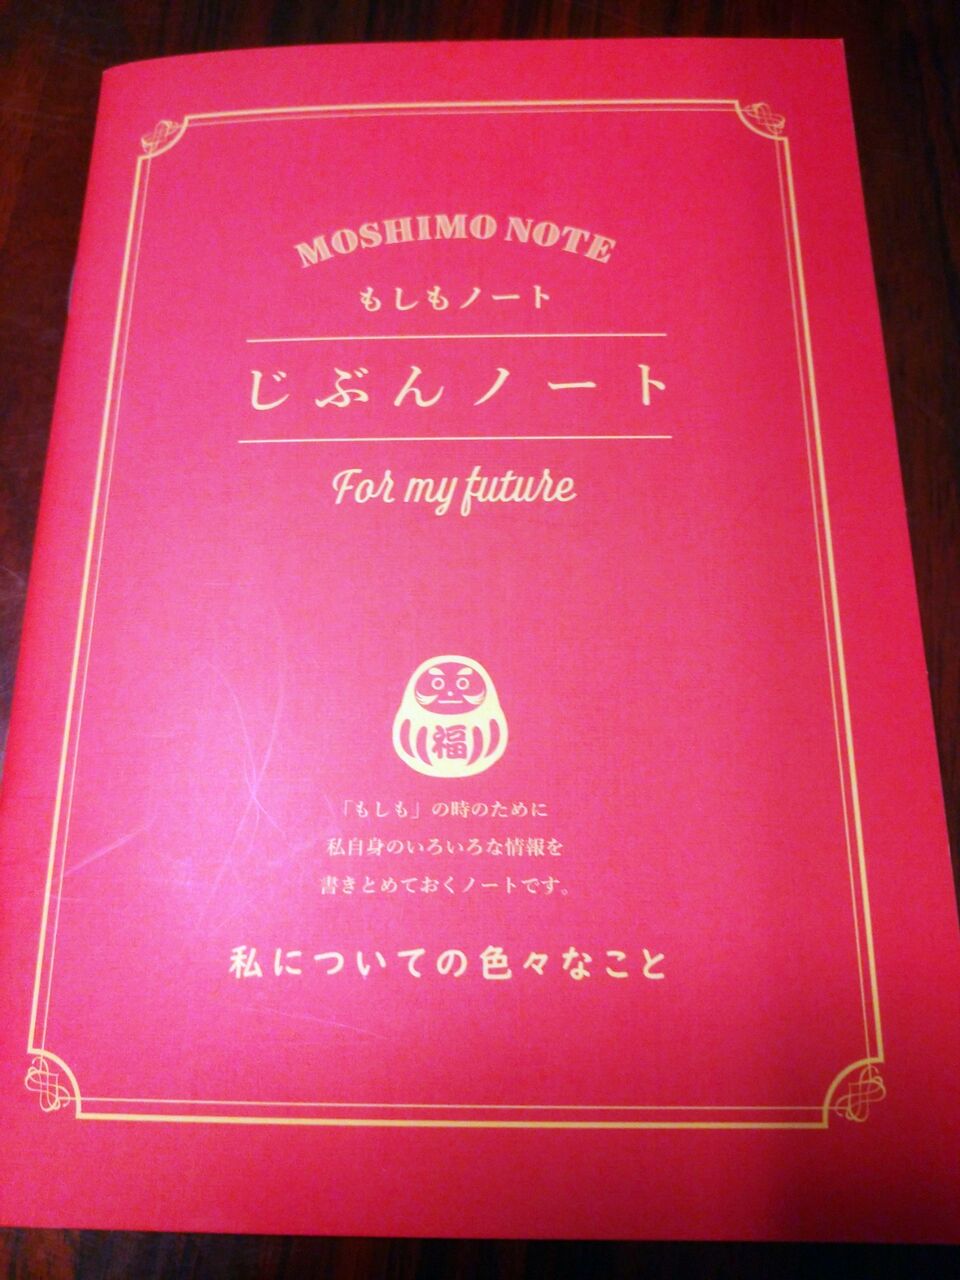 MOSHIMO NOTE
もしもノート
じぶんノート
For my future
福
「もしも」の時のために
私自身のいろいろな情報を
書きとめておくノートです。
私についての色々なこと